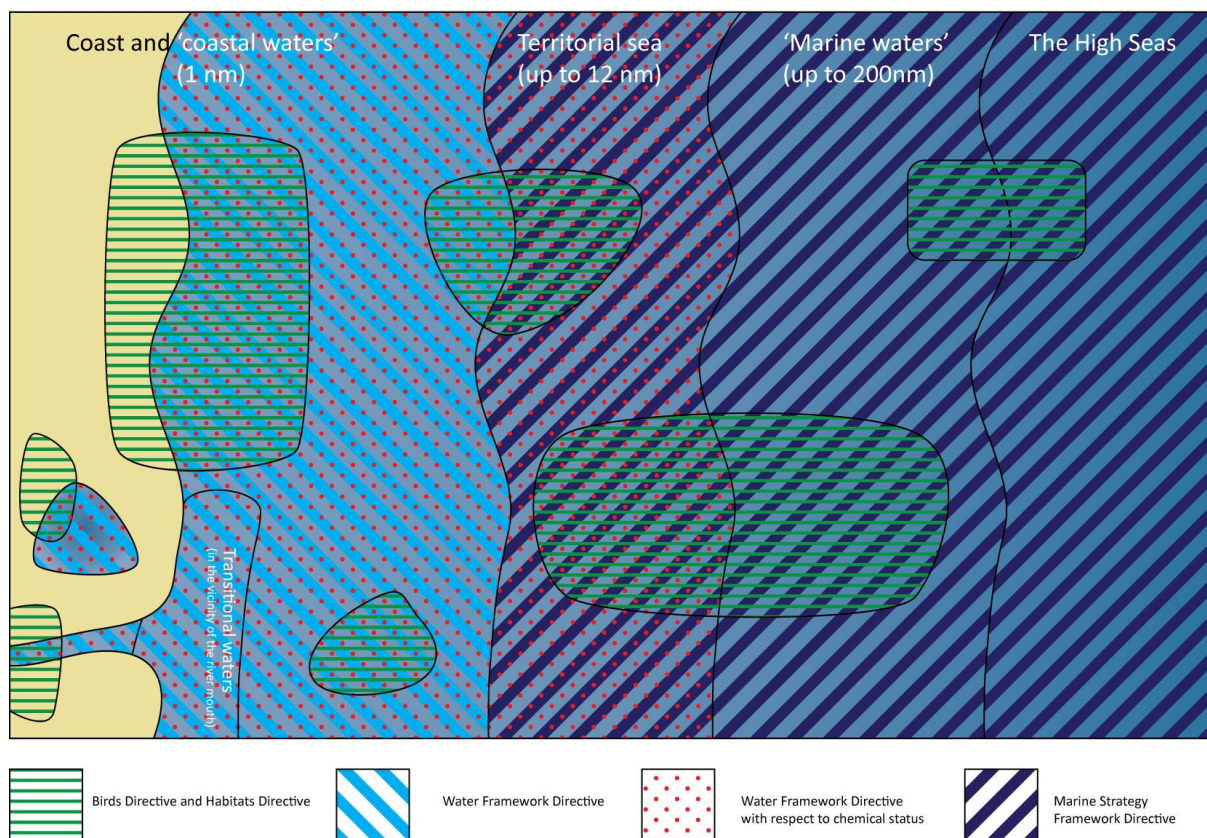 Coast and ‘coastal waters’
(1 nm)
Territorial sea
(up to 12 nm)
‘Marine waters’
(up to 200nm)
The High Seas
Transitional waters
(in the vicinity of the river mouth)
Birds Directive and Habitats Directive
Water Framework Directive
Water Framework Directive
with respect to chemical status
Marine Strategy
Framework Directive